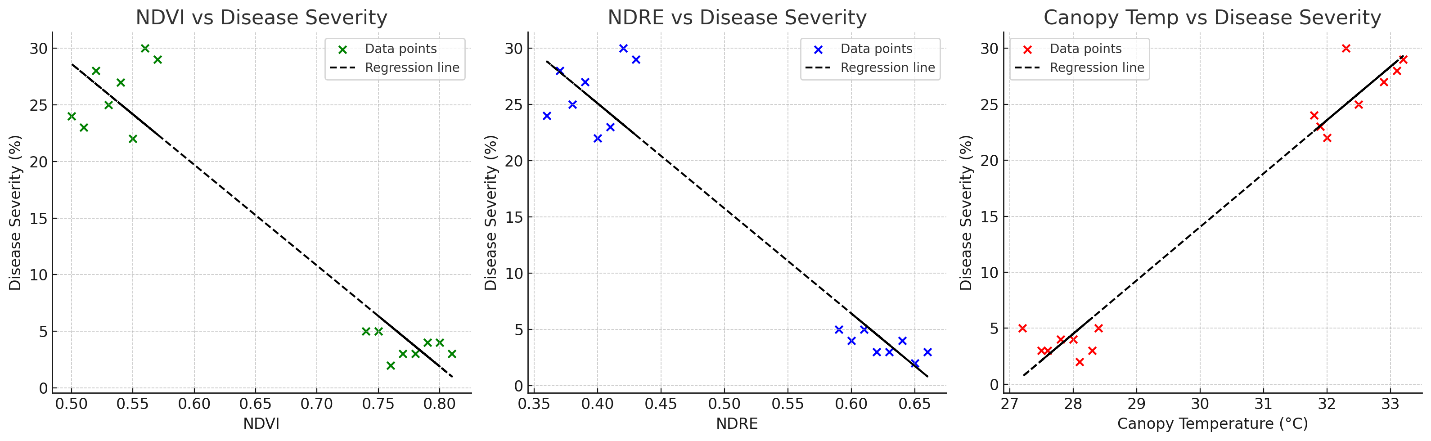 NDVI vs Disease Severity
Disease Severity (%)
30
25
20
15
10
5
0
Data points
Regression line
0.50 0.55 0.60 0.65 0.70 0.75 0.80
NDVI
NDRE vs Disease Severity
Disease Severity (%)
30
25
20
15
10
5
0
Data points
Regression line
0.35 0.40 0.45 0.50 0.55 0.60 0.65
NDRE
Canopy Temp vs Disease Severity
Disease Severity (%)
30
25
20
15
10
5
0
Data points
Regression line
27 28 29 30 31 32 33
Canopy Temperature (°C)